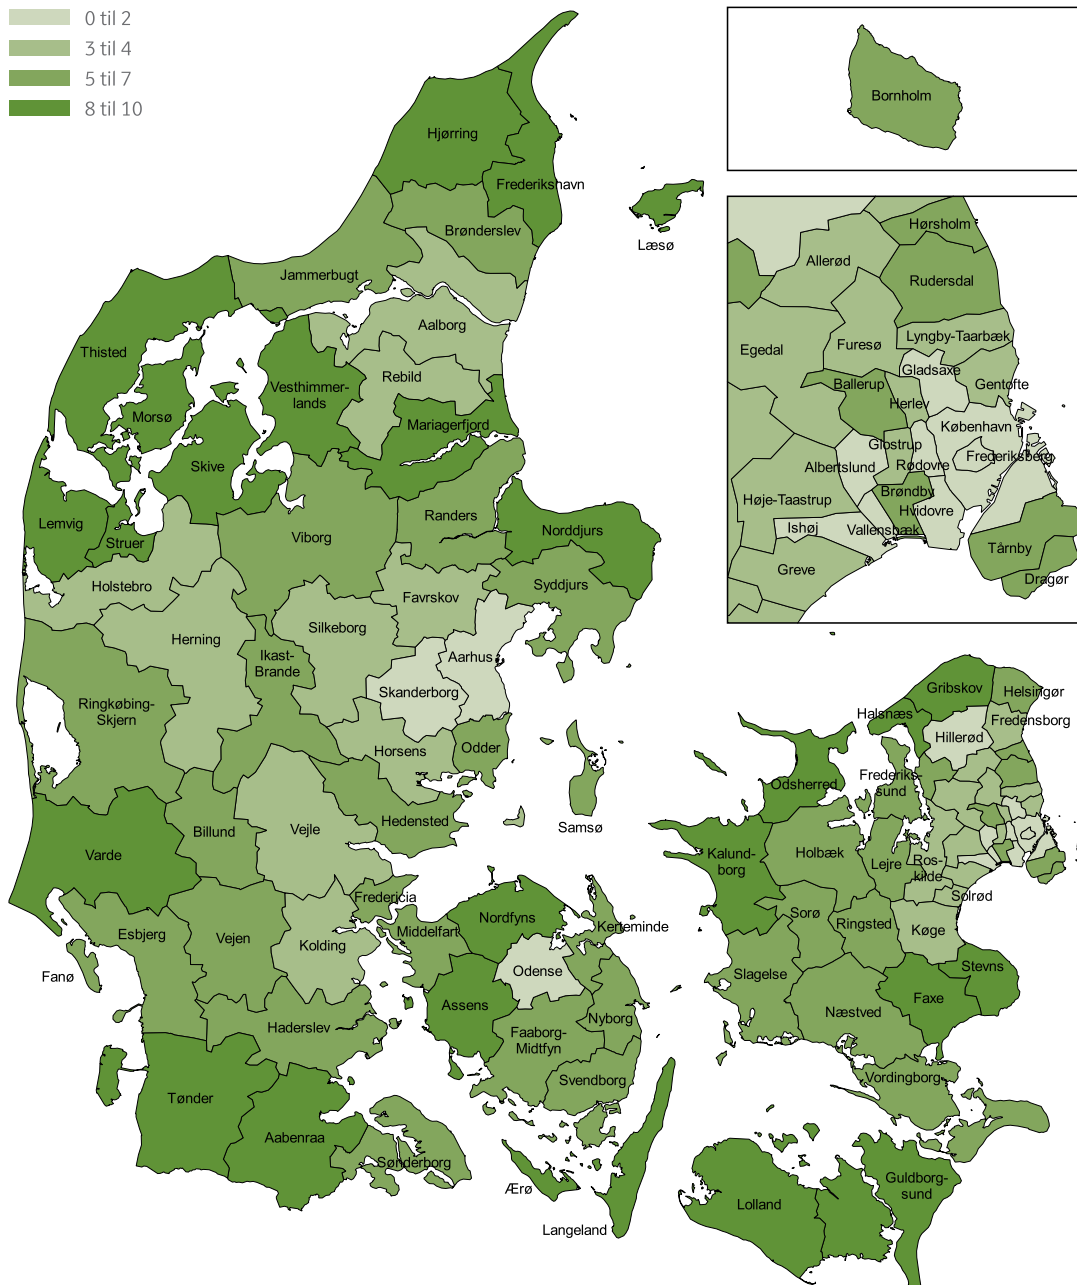 0 til 2
3 til 4
5 til 7
8 til 10
Bornholm
Hjørring
Frederikshavn
Læsø
Brønderslev
Jammerbugt
Aalborg
Thisted
Rebild
Vesthimmer-
lands
Morsø
Mariagerfjord
Skive
Lemvig
Struer
Viborg
Randers
Norddjurs
Holstebro
Syddjurs
Favrskov
Herning
Silkeborg
Ikast-
Brande
Aarhus
Skanderborg
Ringkøbing-
Skjern
Horsens
Odder
Samsø
Hedensted
Billund
Vejle
Varde
Fredericia
Esbjerg
Vejen
Kolding
Middelfart
Nordfyns
Kerteminde
Fanø
Odense
Assens
Haderslev
Faaborg-
Midtfyn
Nyborg
Svendborg
Tønder
Aabenraa
Sønderborg
Ærø
Langeland
Hørsholm
Allerød
Rudersdal
Egedal
Furesø
Lyngby-Taarbæk
Gladsaxe
Ballerup
Gentofte
Herlev
København
Glostrup
Frederiksberg
Albertslund
Rødovre
Høje-Taastrup
Brøndby
Hvidovre
Ishøj
Vallensbæk
Tårnby
Greve
Dragør
Gribskov
Helsingør
Halsnæs
Fredensborg
Hillerød
Odsherred
Frederiks-
sund
Kalund-
borg
Holbæk
Lejre
Ros-
kilde
Solrød
Sorø
Ringsted
Køge
Slagelse
Stevns
Faxe
Næstved
Vordingborg
Guldborg-
sund
Lolland